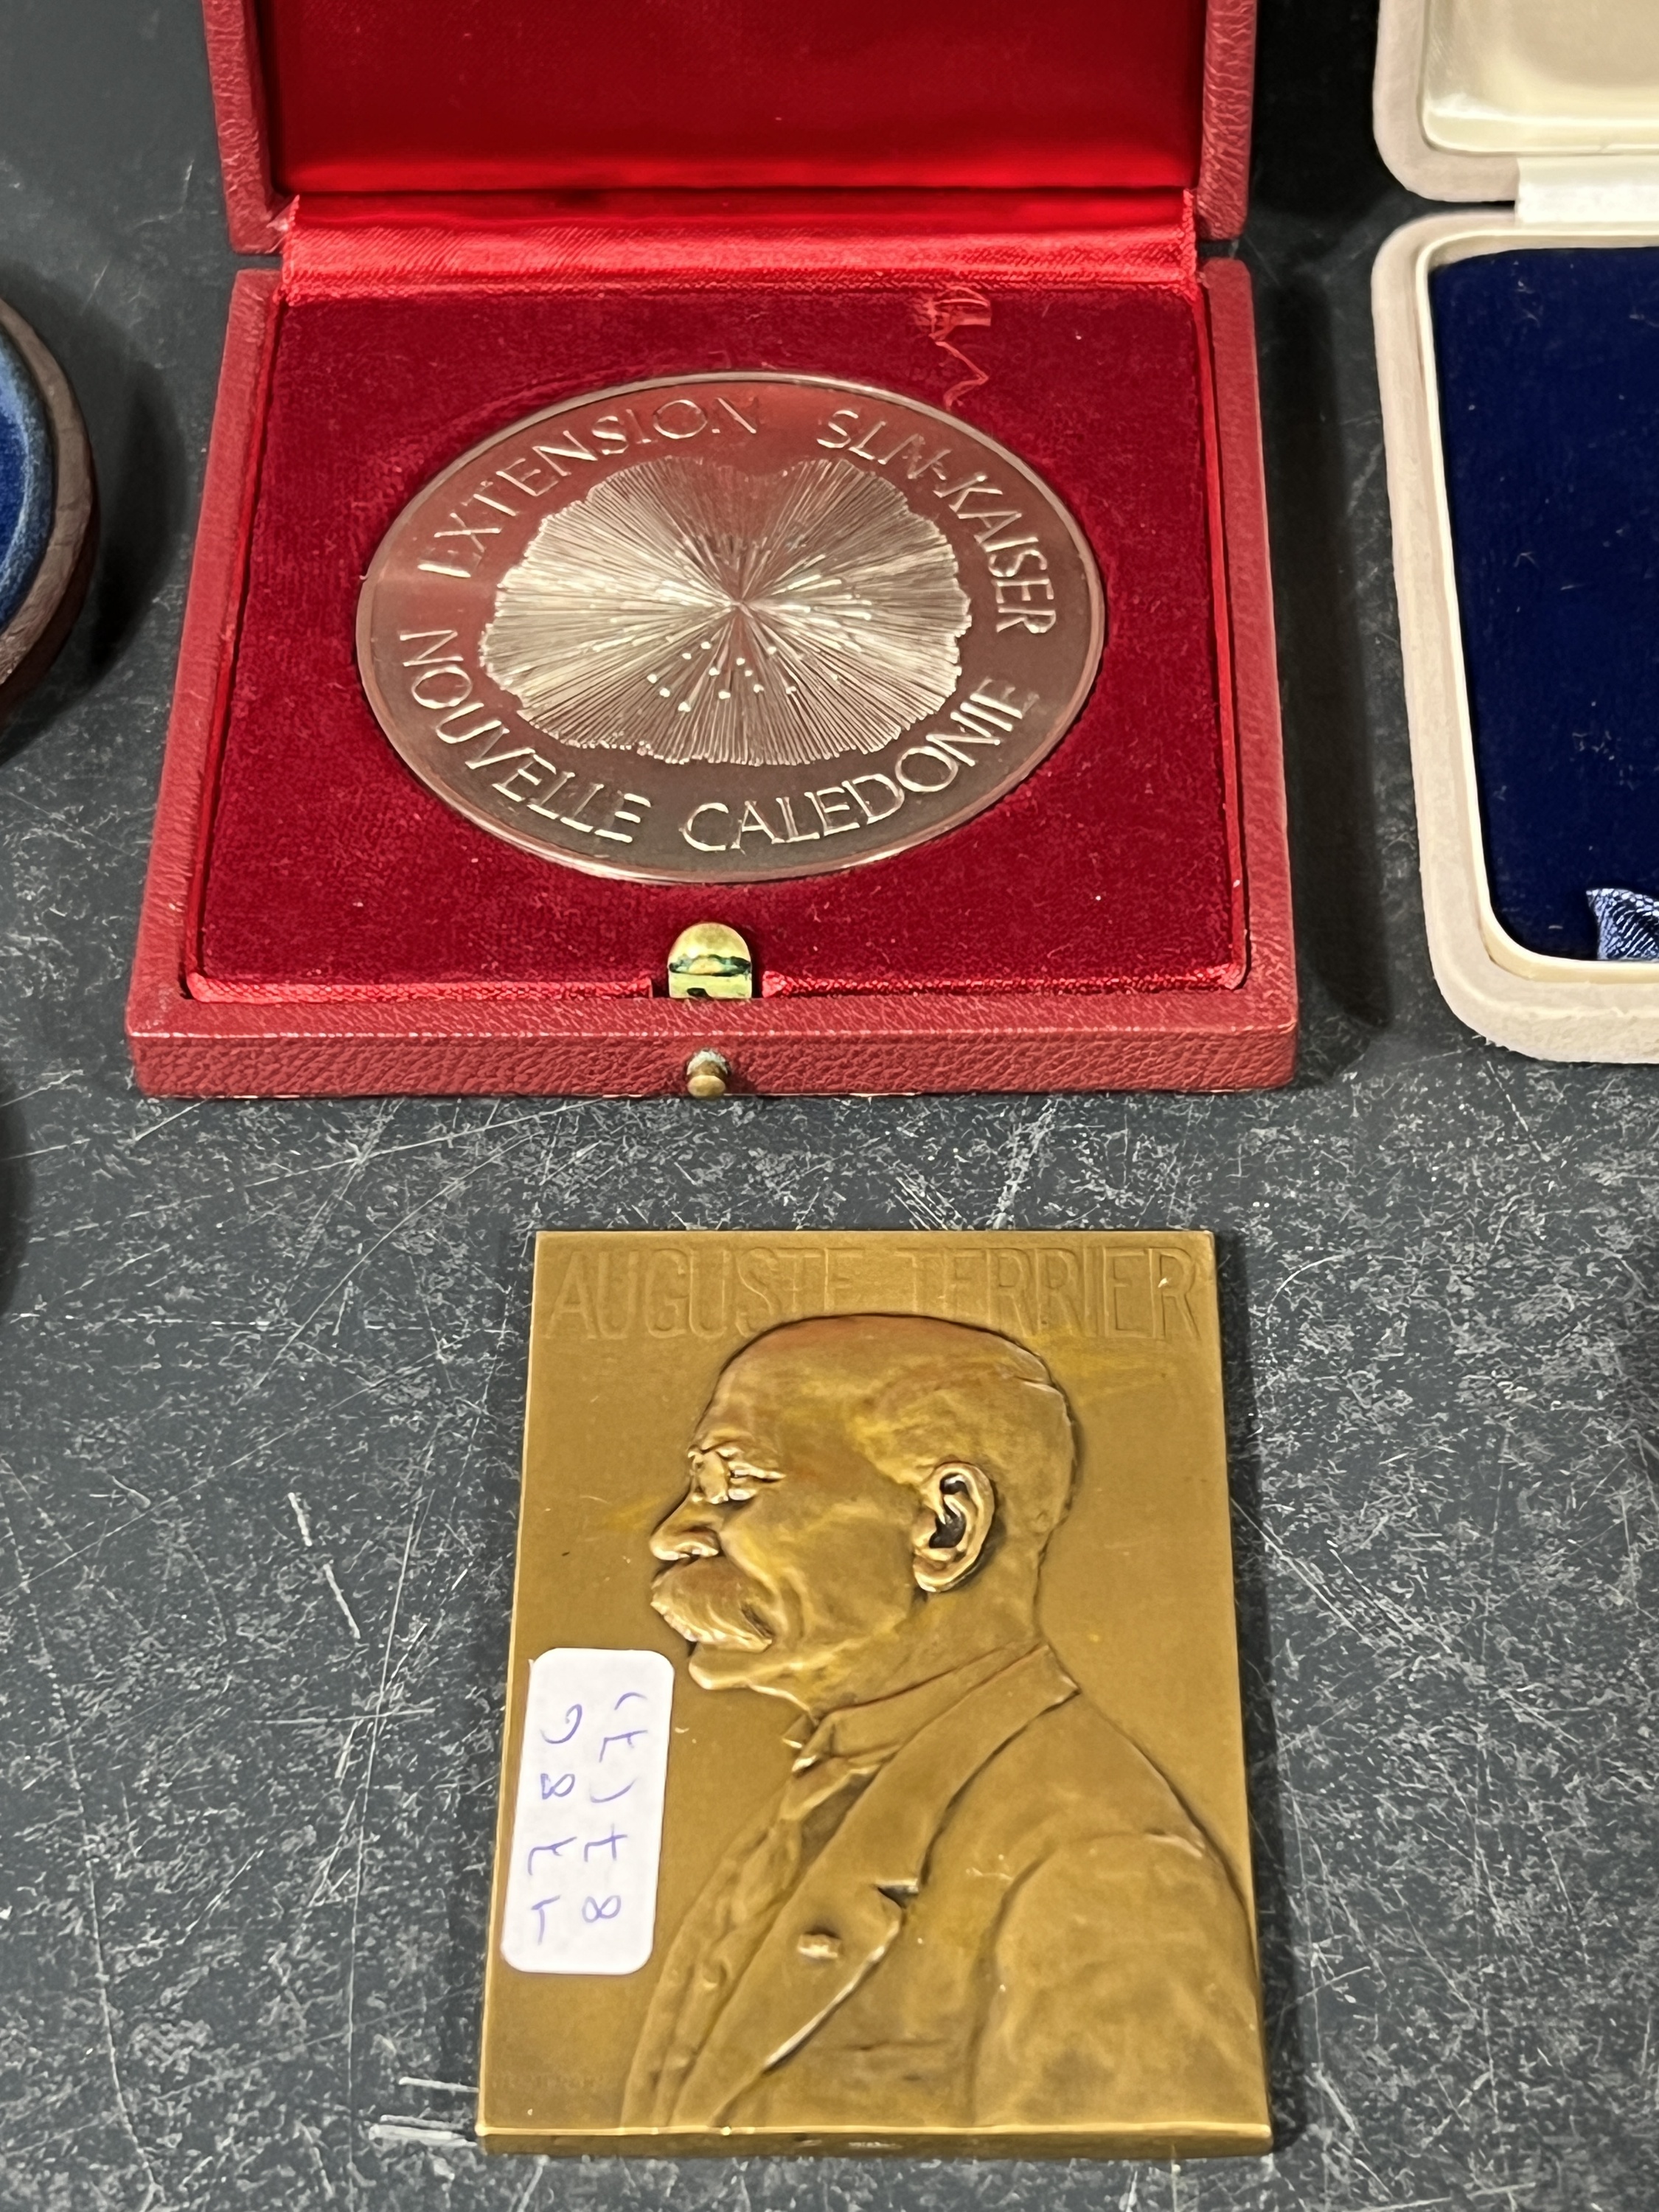 EXTENSION SLN-KAISER
NOUVELLE CALEDONIE
AUGUSTE TERRIER